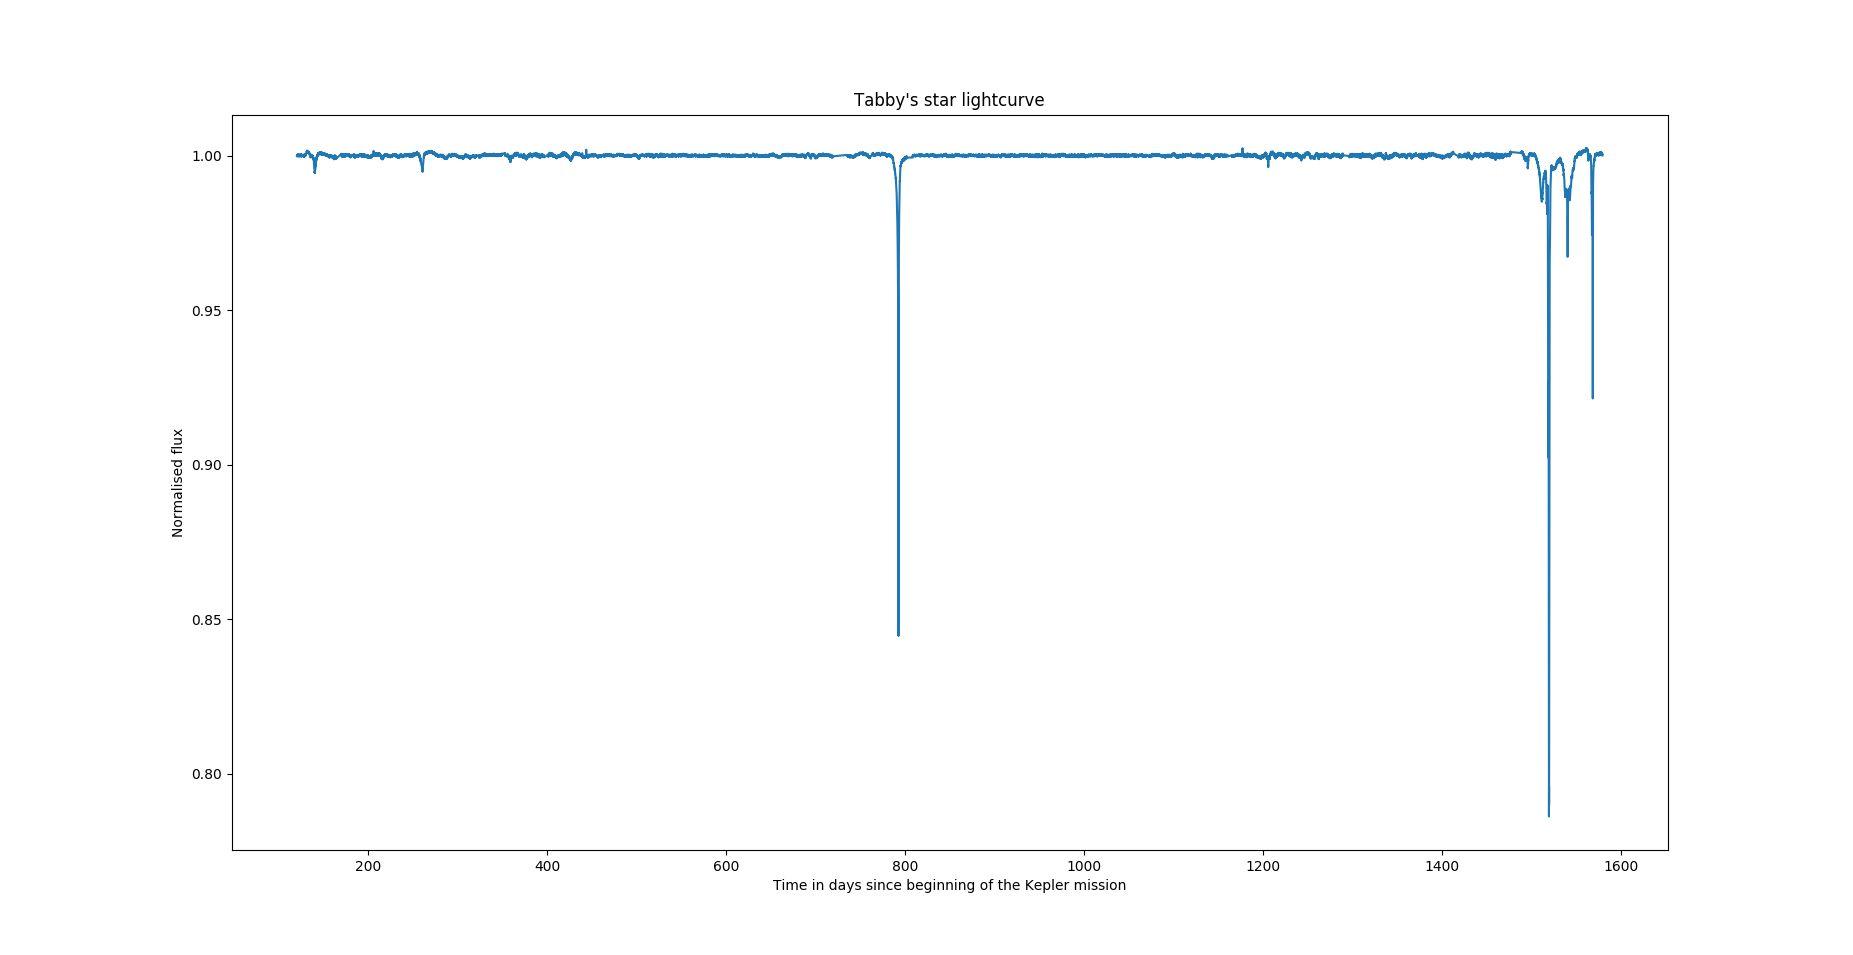 Tabby's star lightcurve
1.00
0.95
0.90
0.85
0.80
Normalised flux
200 400 600 800 1000 1200 1400 1600
Time in days since beginning of the Kepler mission